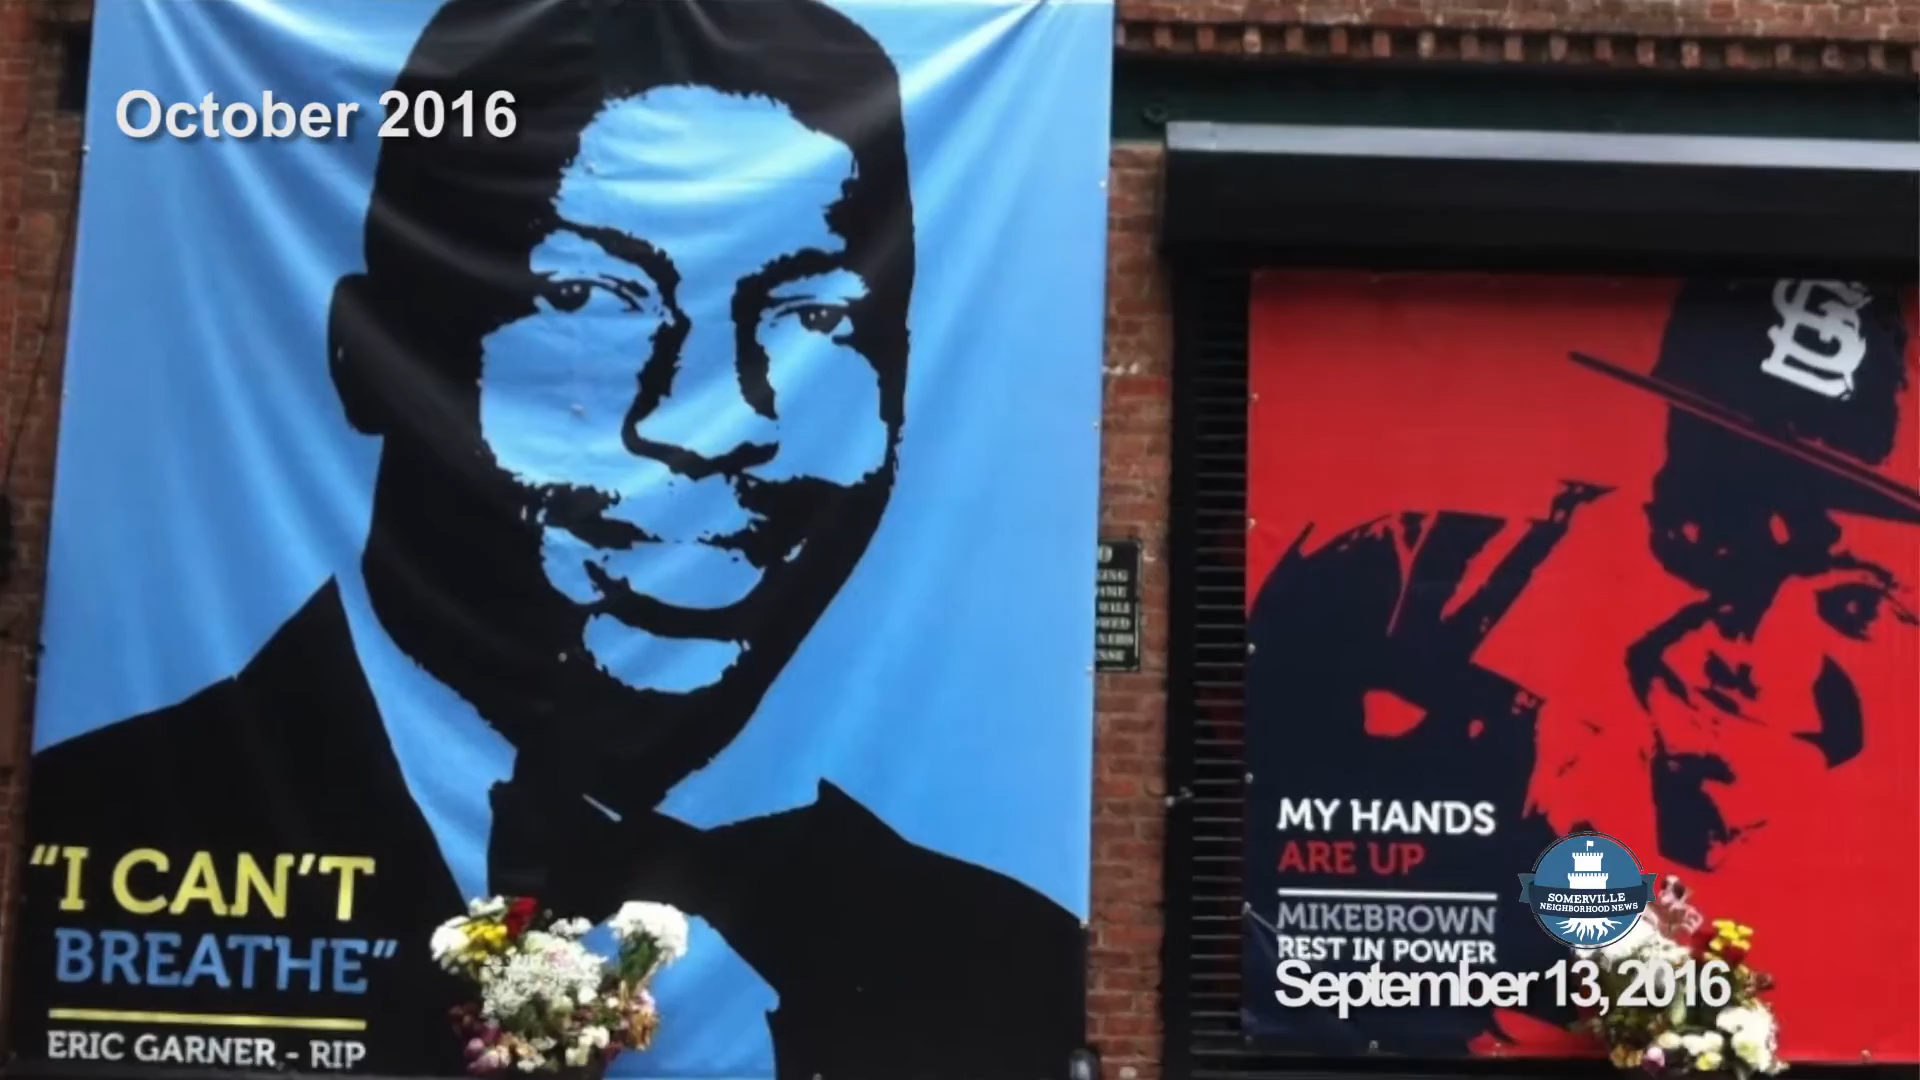 October 2016
"I CAN'T
BREATHE"
ERIC GARNER - RIP
STL
MY HANDS
ARE UP
MIKEBROWN
REST IN POWER
SOMERVILLE
NEIGHBORHOOD NEWS
September 13, 2016